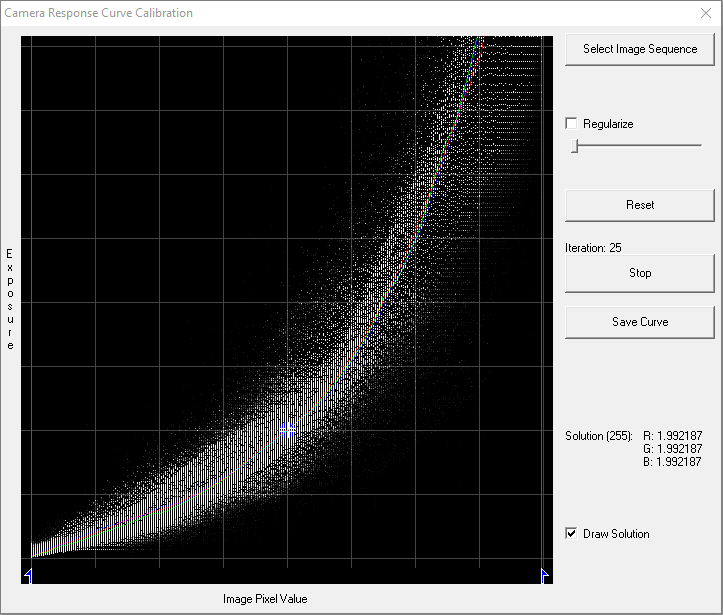 Camera Response Curve Calibration
Select Image Sequence
Regularize
Reset
Exposure
Iteration: 25
Stop
Save Curve
Solution (255): R: 1.992187
G: 1.992187
B: 1.992187
Draw Solution
Image Pixel Value